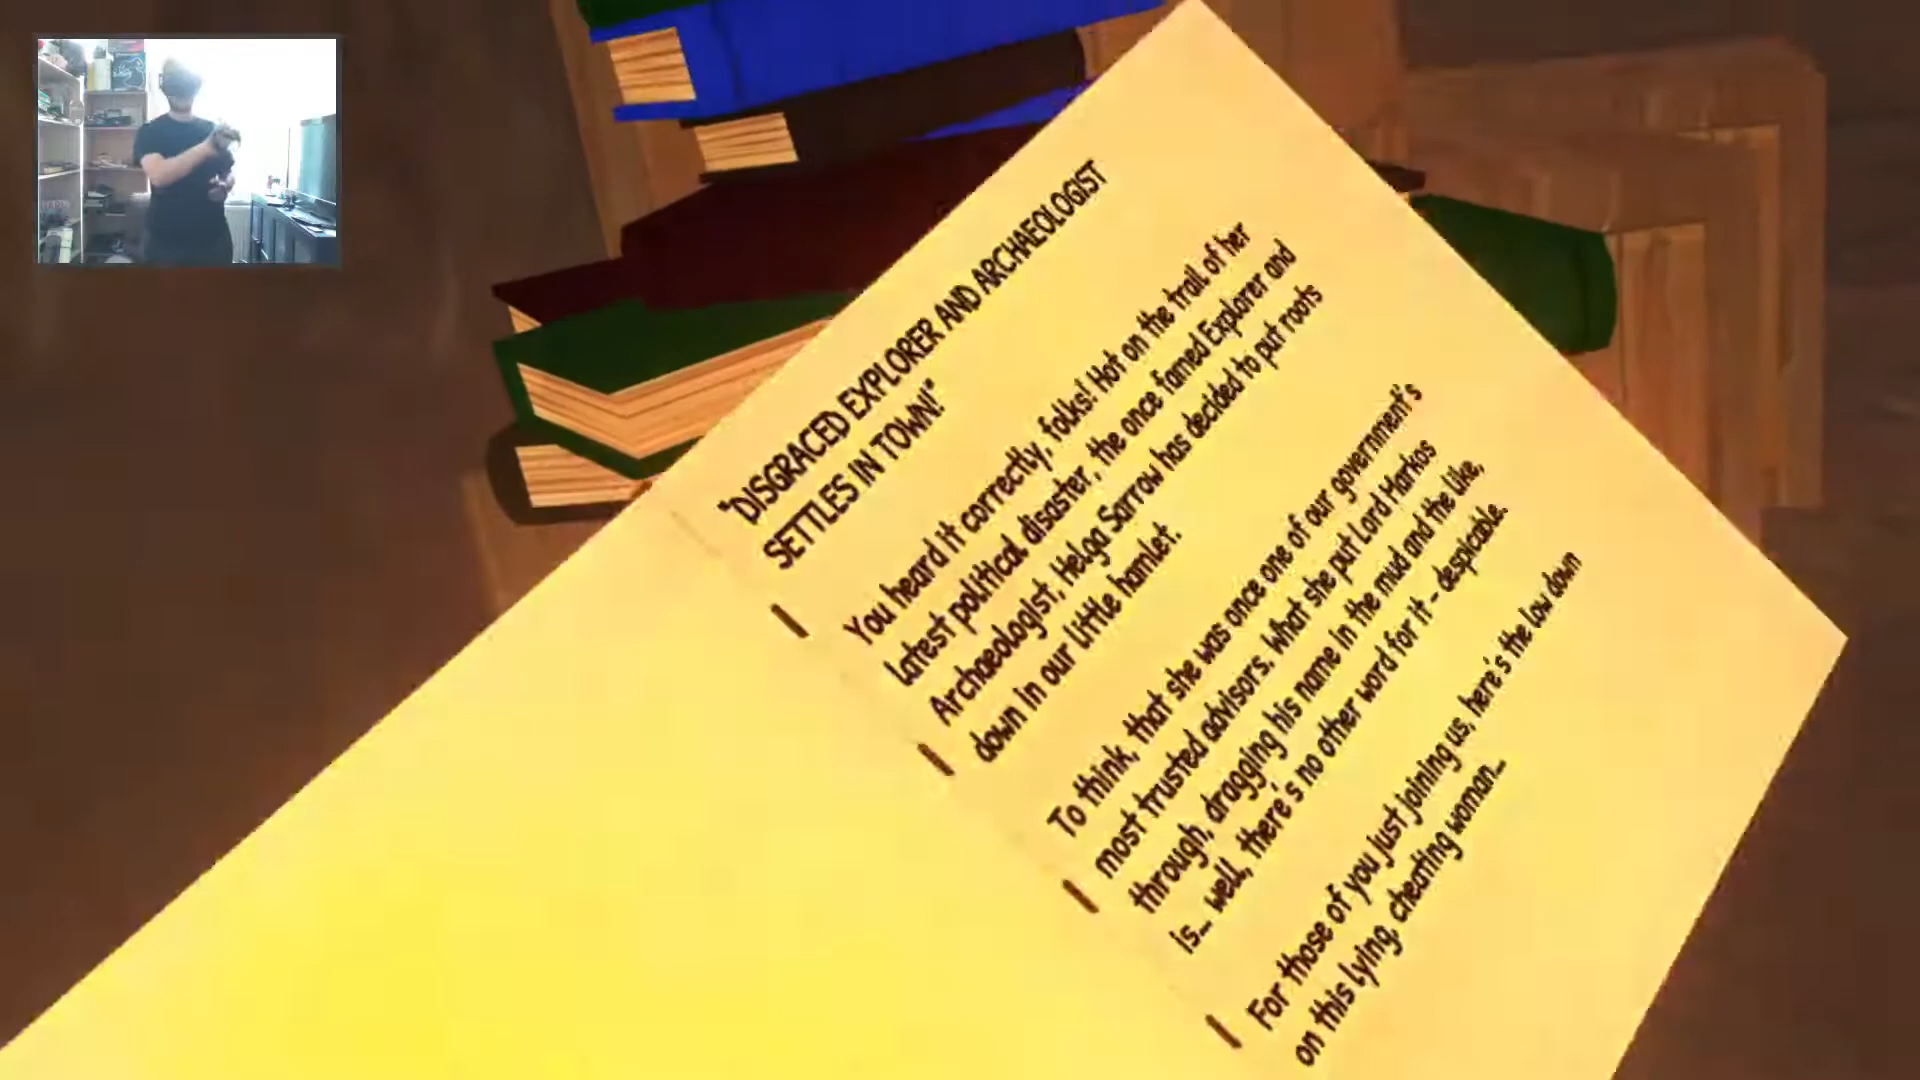 "DISGRACED EXPLORER AND ARCHAEOLOGIST
SETTLES IN TOWN!"
You heard it correctly, folks! Hot on the trail of her
latest political disaster, the once famed Explorer and
Archaeologist, Helga Sarrow has decided to put roots
down in our little hamlet.
To think, that she was once one of our government's
most trusted advisors. What she put Lord Harkos
through, dragging his name in the mud and the like,
is... well, there's no other word for it - despicable.
For those of you just joining us, here's the low down
on this lying, cheating woman...